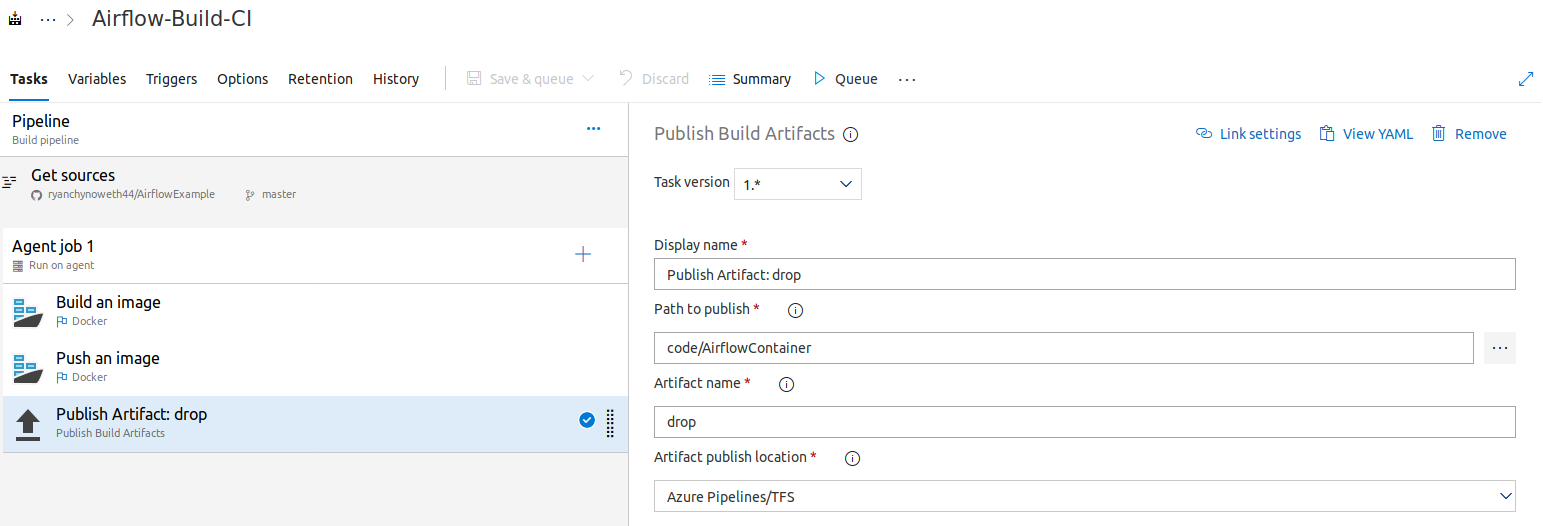 ... > Airflow-Build-CI
Tasks Variables Triggers Options Retention History Save & queue Discard Summary Queue ...
Pipeline
Build pipeline
...
Get sources
ryanchynoweth44/AirflowExample master
Agent job 1
Run on agent
Build an image
Docker
Push an image
Docker
Publish Artifact: drop
Publish Build Artifacts
Publish Build Artifacts
Link settings View YAML Remove
Task version 1.*
Display name *
Publish Artifact: drop
Path to publish *
code/AirflowContainer
...
Artifact name *
drop
Artifact publish location *
Azure Pipelines/TFS